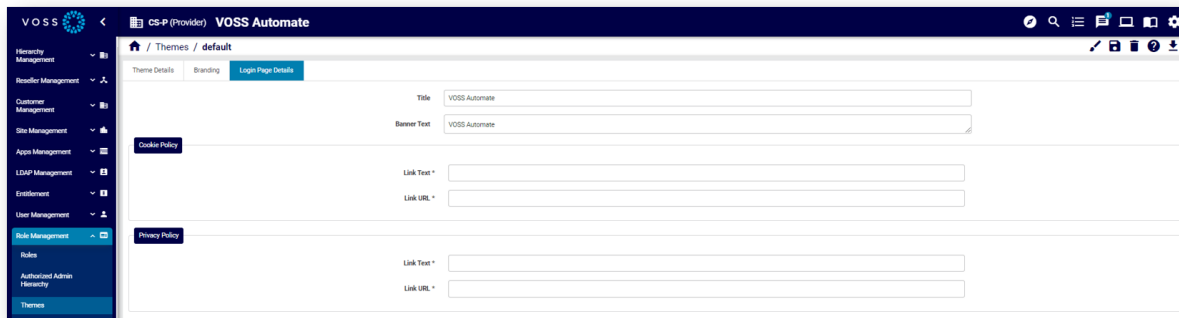 VOSS
CS-P (Provider) VOSS Automate
1
/ Themes / default
Theme Details
Branding
Login Page Details
Hierarchy
Management
Reseller Management
Customer
Management
Site Management
Apps Management
LDAP Management
Entitlement
User Management
Role Management
Roles
Authorized Admin
Hierarchy
Themes
Title
VOSS Automate
Banner Text
VOSS Automate
Cookie Policy
Link Text *
Link URL *
Privacy Policy
Link Text *
Link URL *